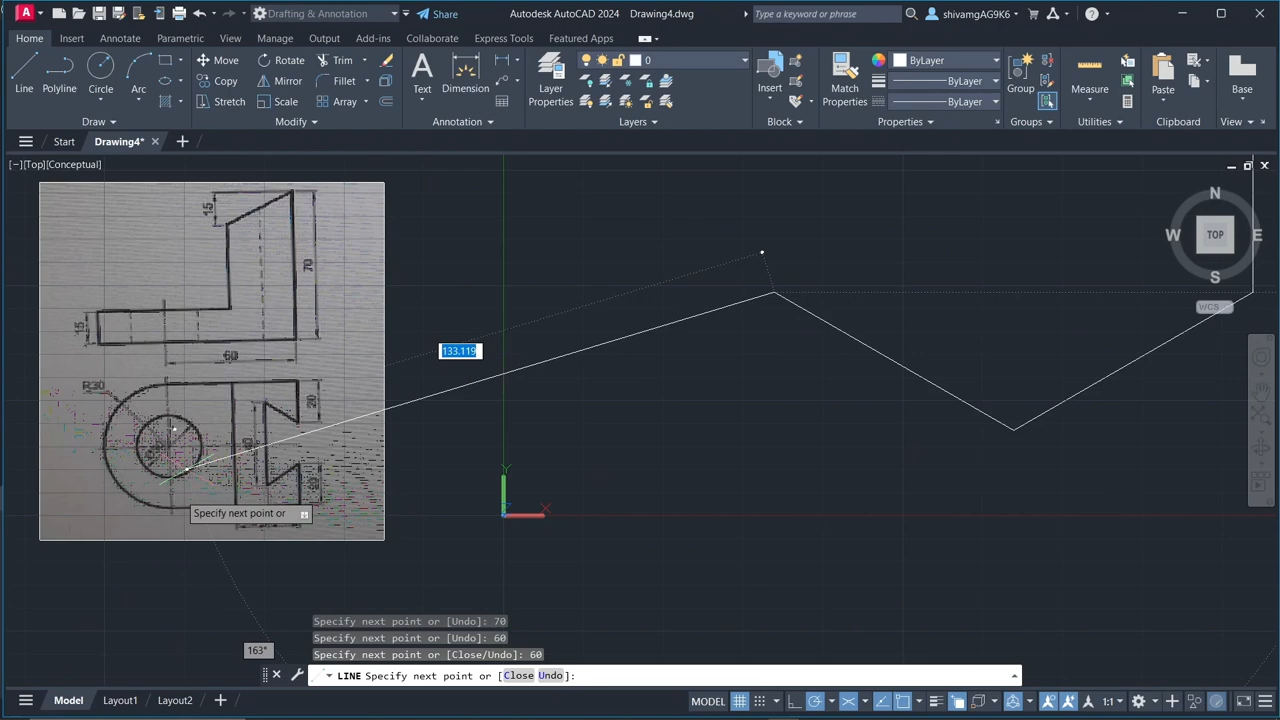 Drafting & Annotation
Share
Autodesk AutoCAD 2024 Drawing4.dwg
Type a keyword or phrase
shivamgAG9K6
Home Insert Annotate Parametric View Manage Output Add-ins Collaborate Express Tools Featured Apps
Line
Polyline
Circle
Arc
Draw
Move
Copy
Stretch
Rotate
Mirror
Scale
Trim
Fillet
Array
Modify
Text
Dimension
Annotation
Layer
Properties
0
Layers
Insert
Block
Match
Properties
ByLayer
ByLayer
ByLayer
Properties
Group
Groups
Measure
Utilities
Paste
Clipboard
Base
View
Start Drawing4*
[−][Top][Conceptual]
N
W TOP E
S
WCS
15
70
15
60
R30
20
20
133.119
Specify next point or
Y
X
163°
Specify next point or [Undo]: 70
Specify next point or [Undo]: 60
Specify next point or [Close/Undo]: 60
LINE Specify next point or [Close Undo]:
Model Layout1 Layout2
MODEL
1:1